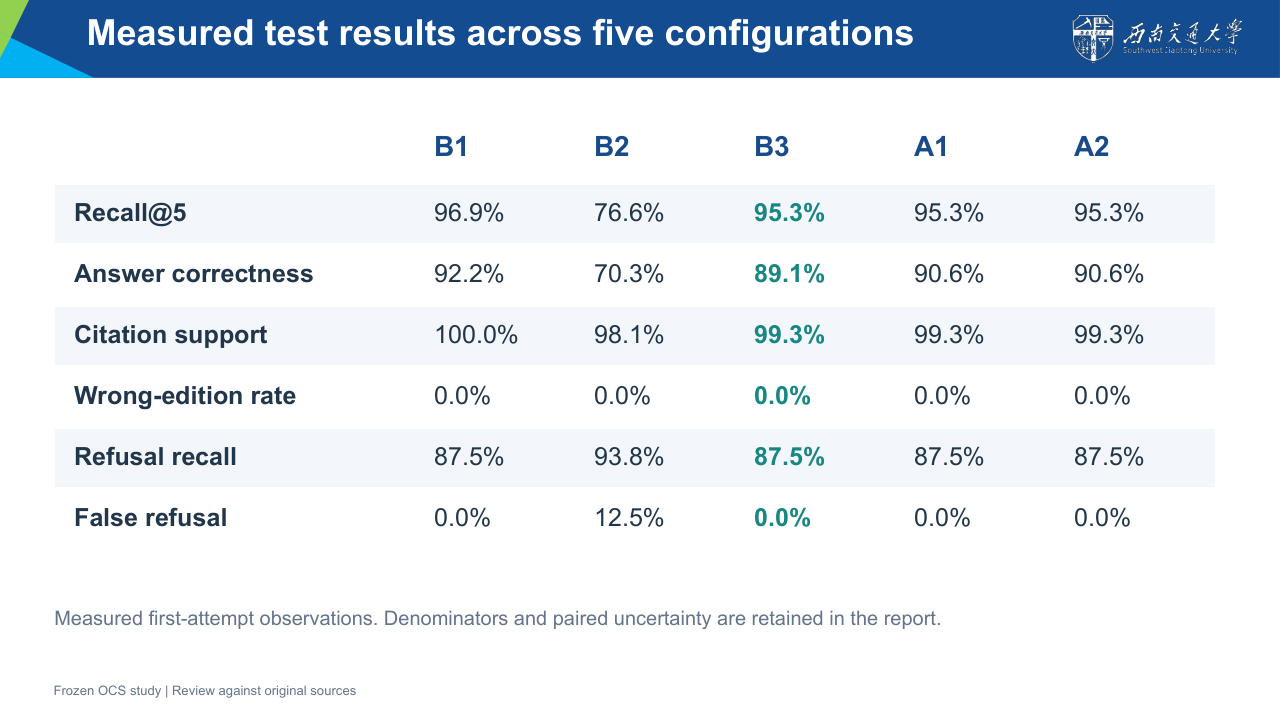 Measured test results across five configurations
西南交通大学
Southwest Jiaotong University
B1 B2 B3 A1 A2
Recall@5 96.9% 76.6% 95.3% 95.3% 95.3%
Answer correctness 92.2% 70.3% 89.1% 90.6% 90.6%
Citation support 100.0% 98.1% 99.3% 99.3% 99.3%
Wrong-edition rate 0.0% 0.0% 0.0% 0.0% 0.0%
Refusal recall 87.5% 93.8% 87.5% 87.5% 87.5%
False refusal 0.0% 12.5% 0.0% 0.0% 0.0%
Measured first-attempt observations. Denominators and paired uncertainty are retained in the report.
Frozen OCS study | Review against original sources